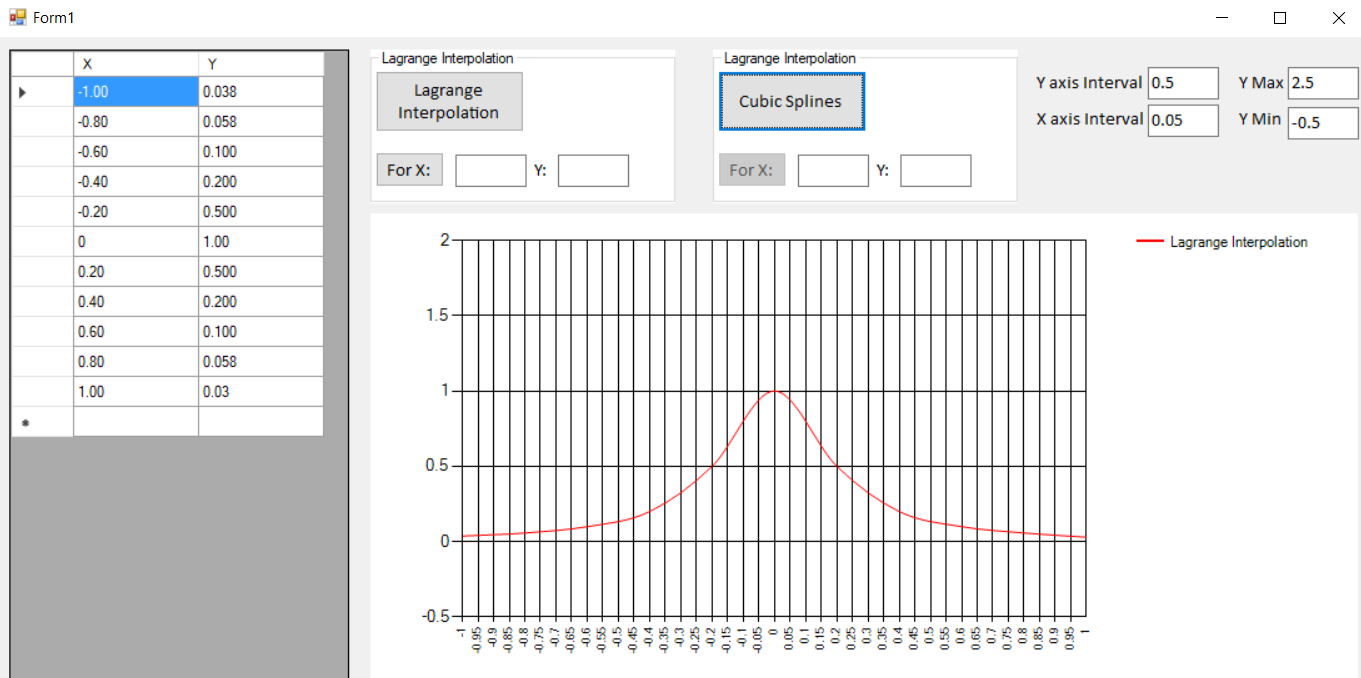 Form1
X Y
-1.00 0.038
-0.80 0.058
-0.60 0.100
-0.40 0.200
-0.20 0.500
0 1.00
0.20 0.500
0.40 0.200
0.60 0.100
0.80 0.058
1.00 0.03
Lagrange Interpolation
Lagrange
Interpolation
For X: Y:
Lagrange Interpolation
Cubic Splines
For X: Y:
Y axis Interval 0.5 Y Max 2.5
X axis Interval 0.05 Y Min -0.5
Lagrange Interpolation
2
1.5
1
0.5
0
-0.5
-1 -0.95 -0.9 -0.85 -0.8 -0.75 -0.7 -0.65 -0.6 -0.55 -0.5 -0.45 -0.4 -0.35 -0.3 -0.25 -0.2 -0.15 -0.1 -0.05 0 0.05 0.1 0.15 0.2 0.25 0.3 0.35 0.4 0.45 0.5 0.55 0.6 0.65 0.7 0.75 0.8 0.85 0.9 0.95 1